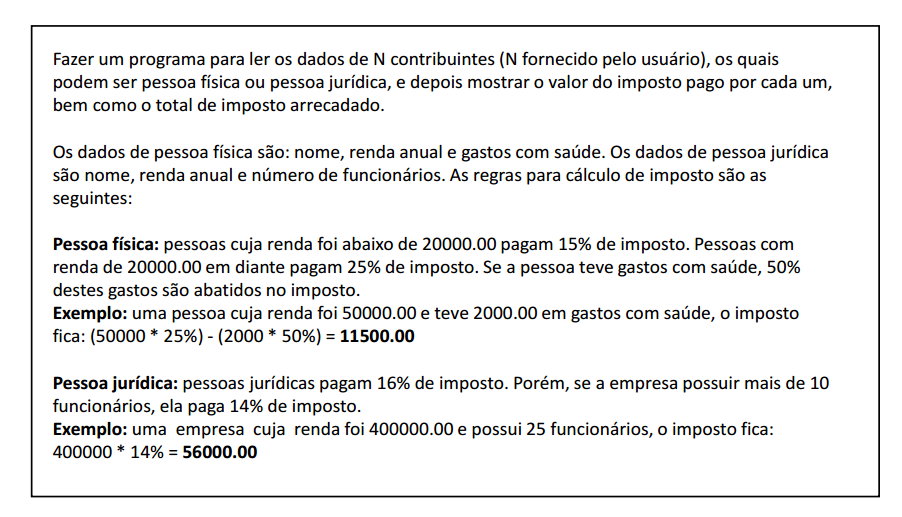 Fazer um programa para ler os dados de N contribuintes (N fornecido pelo usuário), os quais
podem ser pessoa física ou pessoa jurídica, e depois mostrar o valor do imposto pago por cada um,
bem como o total de imposto arrecadado.
Os dados de pessoa física são: nome, renda anual e gastos com saúde. Os dados de pessoa jurídica
são nome, renda anual e número de funcionários. As regras para cálculo de imposto são as
seguintes:
Pessoa física: pessoas cuja renda foi abaixo de 20000.00 pagam 15% de imposto. Pessoas com
renda de 20000.00 em diante pagam 25% de imposto. Se a pessoa teve gastos com saúde, 50%
destes gastos são abatidos no imposto.
Exemplo: uma pessoa cuja renda foi 50000.00 e teve 2000.00 em gastos com saúde, o imposto
fica: (50000 * 25%) - (2000 * 50%) = 11500.00
Pessoa jurídica: pessoas jurídicas pagam 16% de imposto. Porém, se a empresa possuir mais de 10
funcionários, ela paga 14% de imposto.
Exemplo: uma empresa cuja renda foi 400000.00 e possui 25 funcionários, o imposto fica:
400000 * 14% = 56000.00